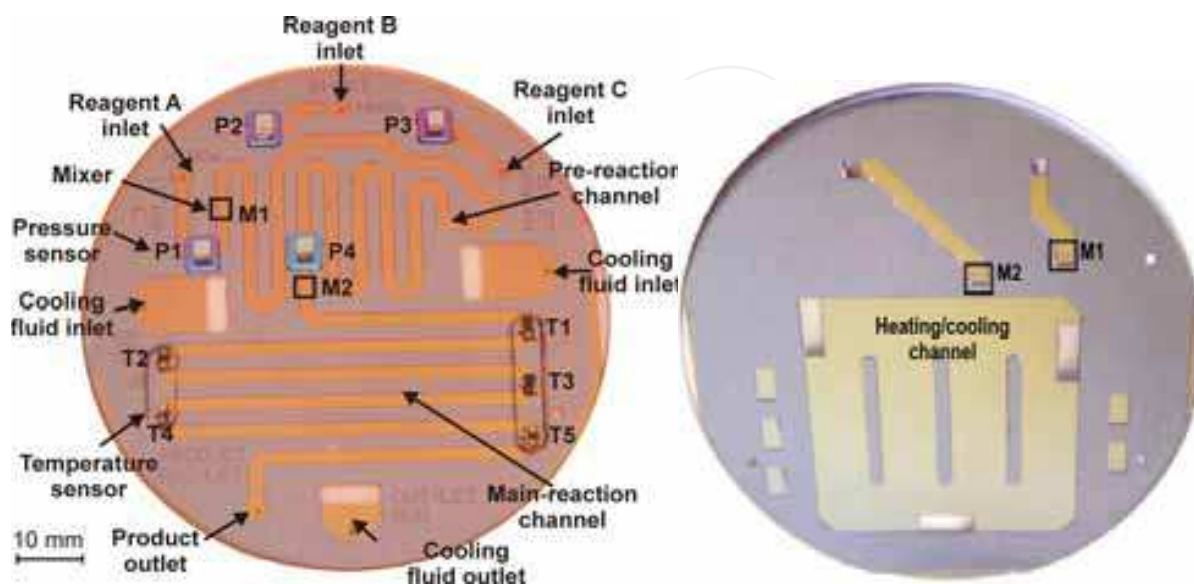 Reagent B
inlet
Reagent A
inlet
P2
P3
Reagent C
inlet
Mixer
Pre-reaction
channel
M1
Pressure
sensor
P1
P4
M2
Cooling
fluid inlet
Cooling
fluid inlet
T1
T2
T3
T4
T5
Temperature
sensor
Main-reaction
channel
Product
outlet
Cooling
fluid outlet
10 mm
M1
M2
Heating/cooling
channel